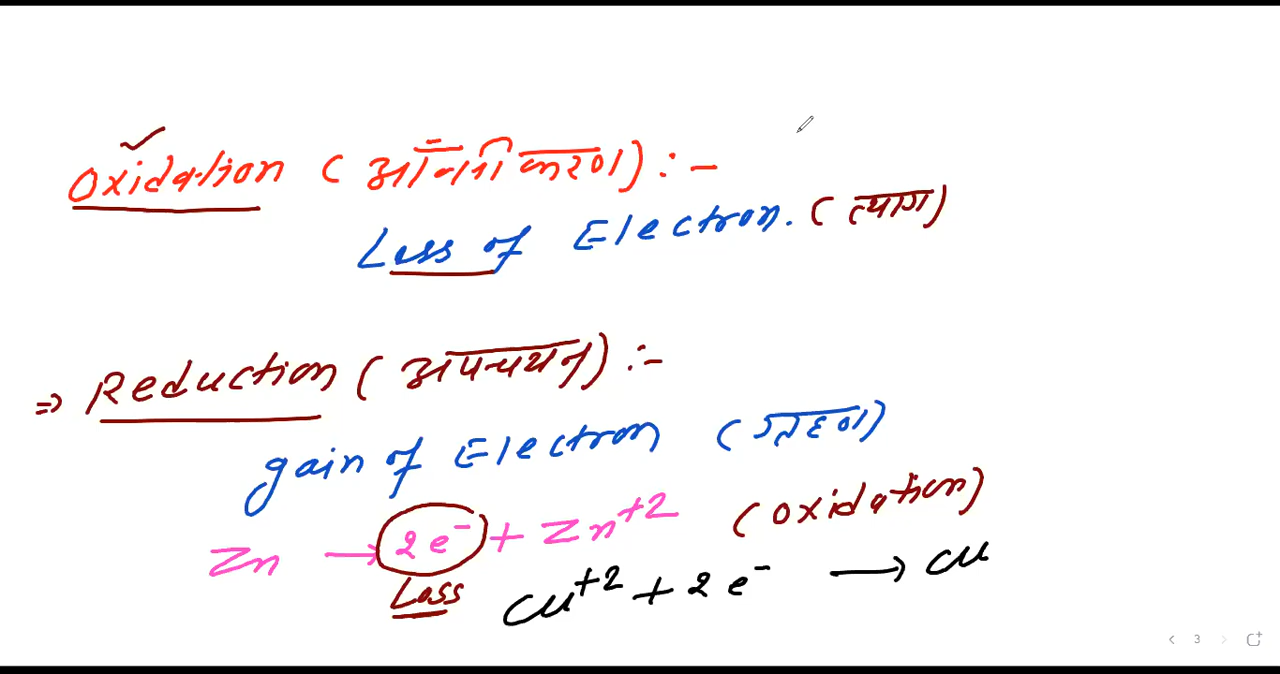 Oxidation (ऑक्सीकरण) :-
Loss of Electron. (त्याग)
⇒ Reduction (अपचयन) :-
gain of Electron (ग्रहण)
Zn → 2e⁻ + Zn⁺² (Oxidation)
Loss
Cu⁺² + 2e⁻ → Cu
3